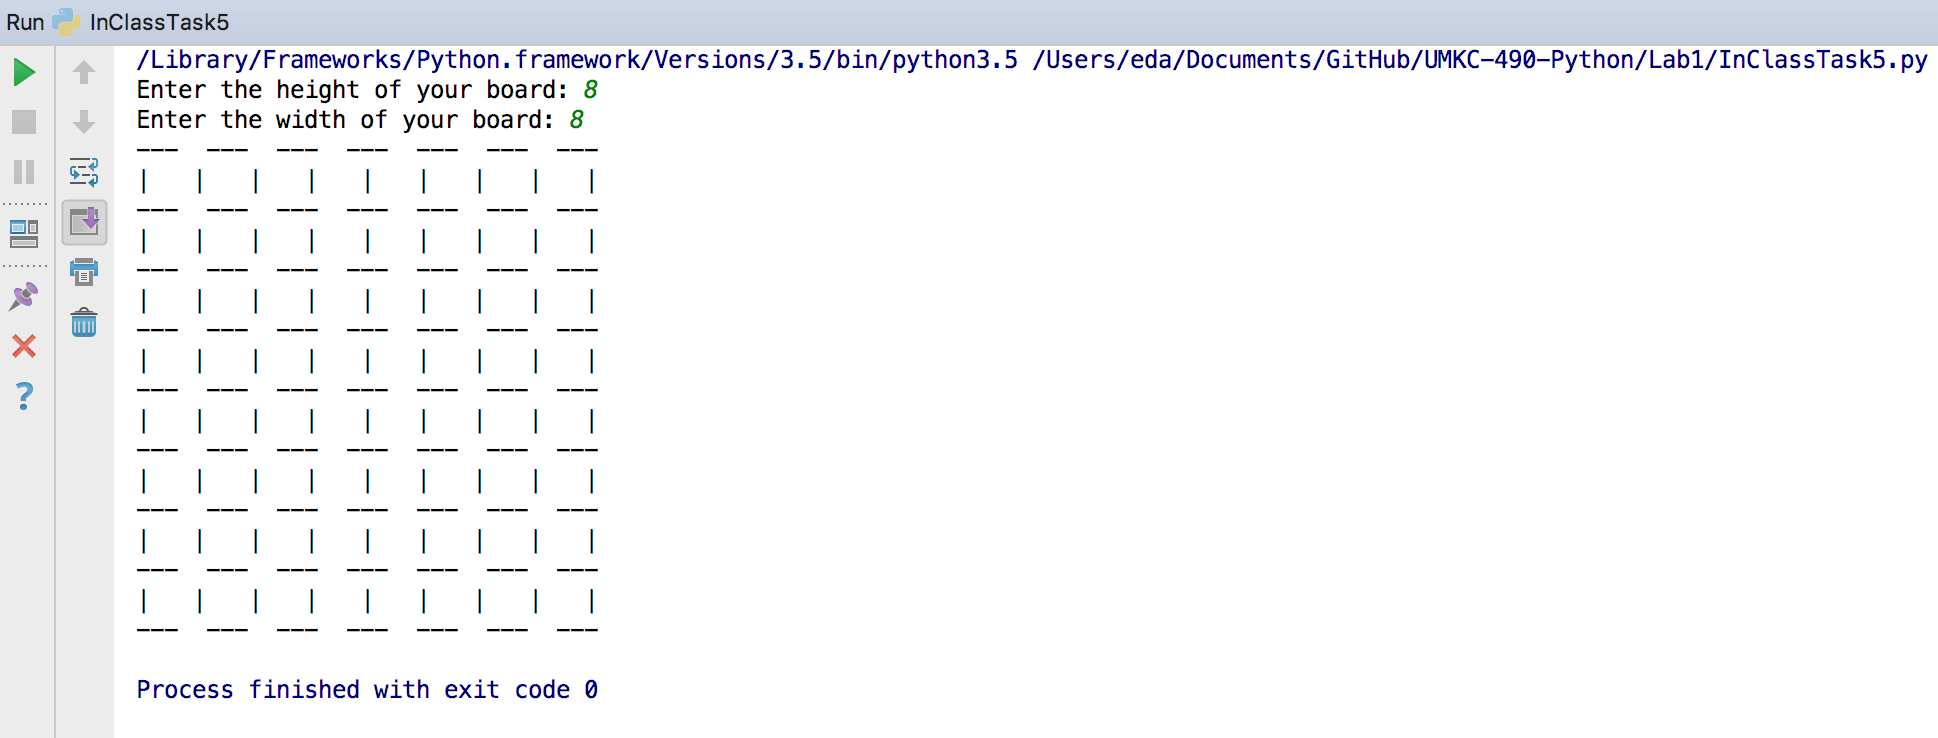 Run InClassTask5
/Library/Frameworks/Python.framework/Versions/3.5/bin/python3.5 /Users/eda/Documents/GitHub/UMKC-490-Python/Lab1/InClassTask5.py
Enter the height of your board: 8
Enter the width of your board: 8
---  ---  ---  ---  ---  ---  ---
|   |   |   |   |   |   |   |   |
---  ---  ---  ---  ---  ---  ---
|   |   |   |   |   |   |   |   |
---  ---  ---  ---  ---  ---  ---
|   |   |   |   |   |   |   |   |
---  ---  ---  ---  ---  ---  ---
|   |   |   |   |   |   |   |   |
---  ---  ---  ---  ---  ---  ---
|   |   |   |   |   |   |   |   |
---  ---  ---  ---  ---  ---  ---
|   |   |   |   |   |   |   |   |
---  ---  ---  ---  ---  ---  ---
|   |   |   |   |   |   |   |   |
---  ---  ---  ---  ---  ---  ---
|   |   |   |   |   |   |   |   |
---  ---  ---  ---  ---  ---  ---
Process finished with exit code 0